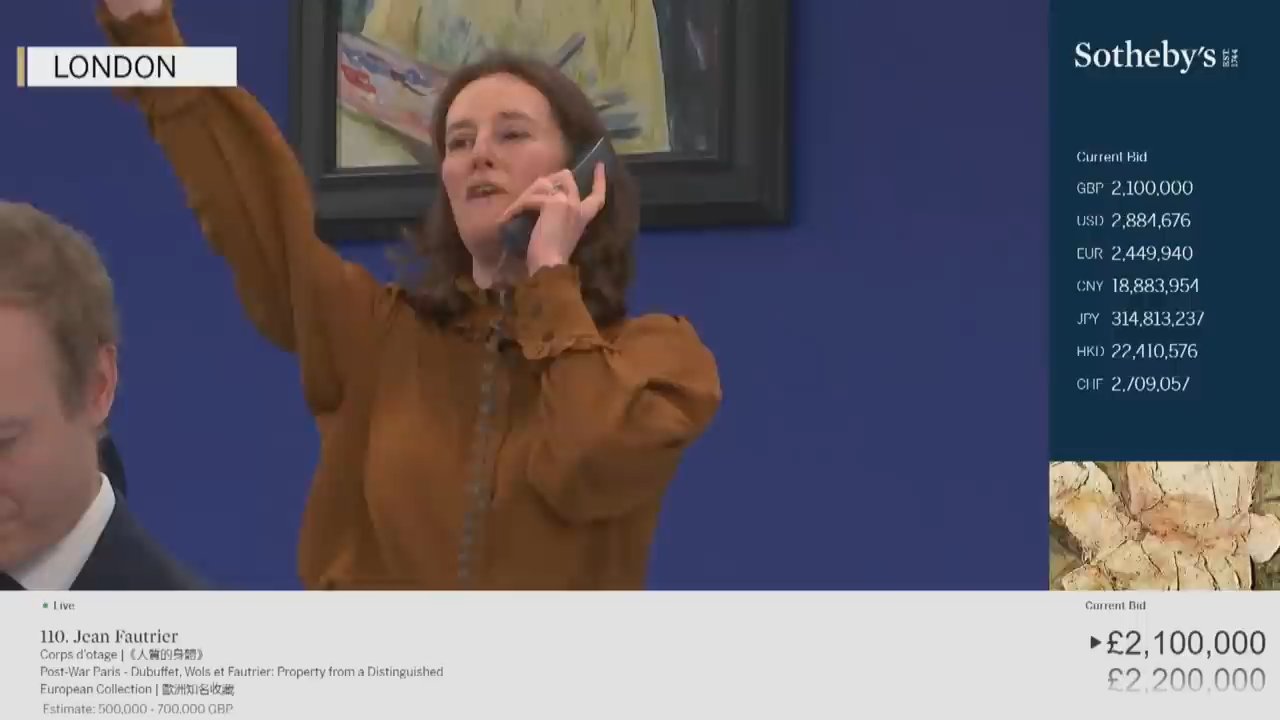 LONDON
Sotheby's EST. 1744
Current Bid
GBP 2,100,000
USD 2,884,676
EUR 2,449,940
CNY 18,883,954
JPY 314,813,237
HKD 22,410,576
CHF 2,709,057
Live
Current Bid
110. Jean Fautrier
Corps d'otage |《人質的身體》
Post-War Paris - Dubuffet, Wols et Fautrier: Property from a Distinguished
European Collection | 歐洲知名收藏
Estimate: 500,000 - 700,000 GBP
£2,100,000
£2,200,000